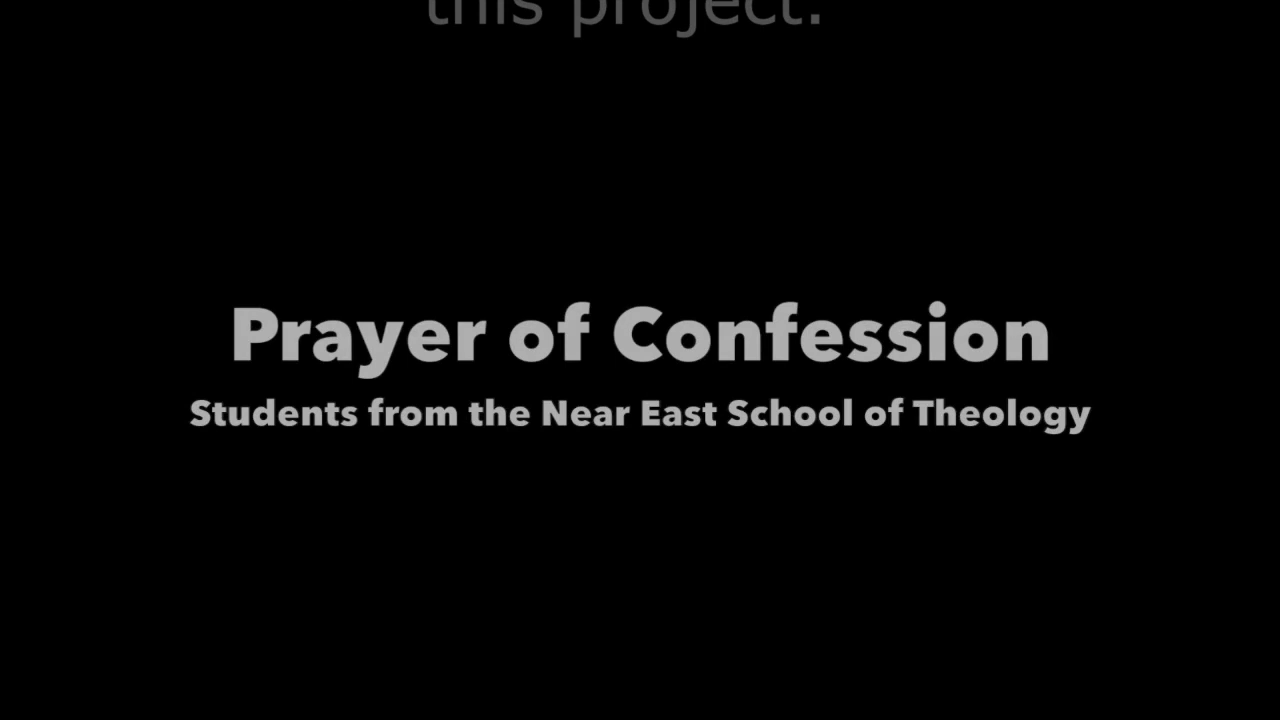 this project.
Prayer of Confession
Students from the Near East School of Theology